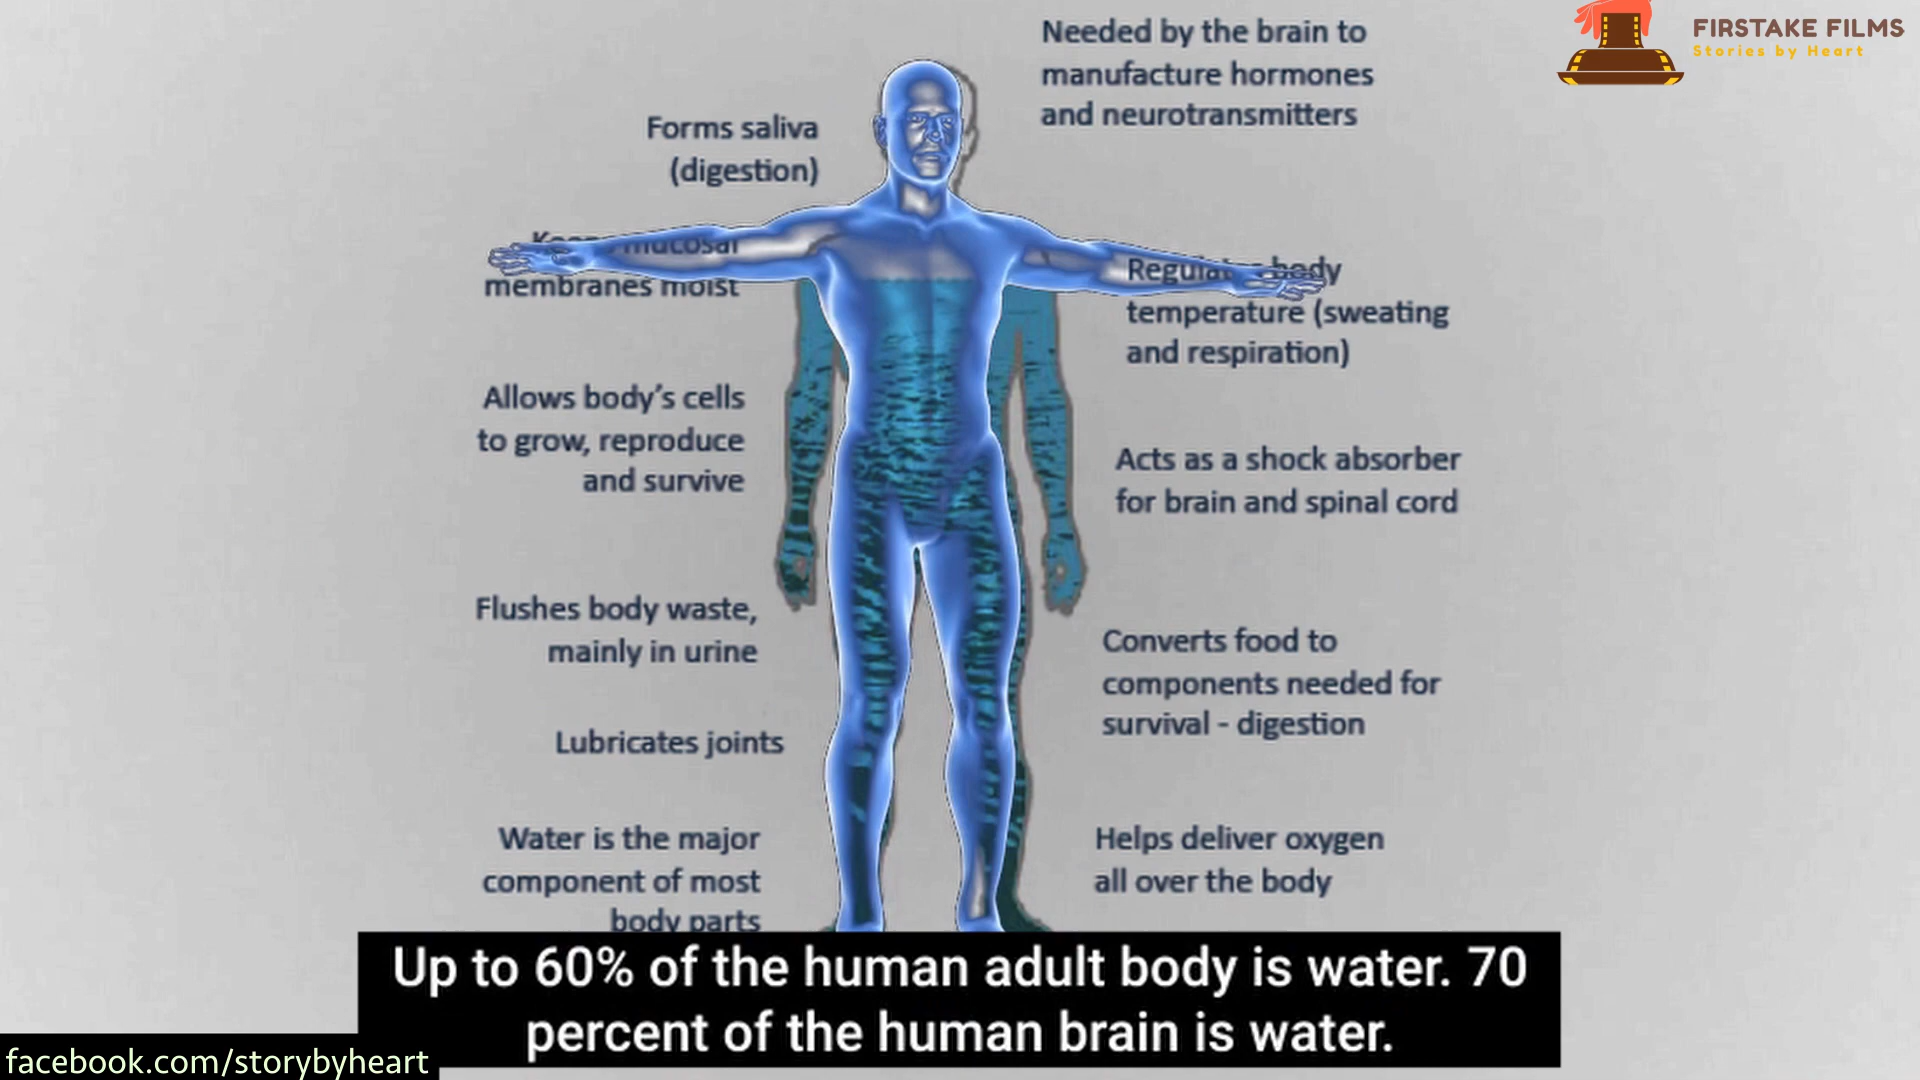 Needed by the brain to
manufacture hormones
and neurotransmitters
FIRSTAKE FILMS
Stories by Heart
Forms saliva
(digestion)
mucosal
membranes moist
body
temperature (sweating
and respiration)
Allows body's cells
to grow, reproduce
and survive
Acts as a shock absorber
for brain and spinal cord
Flushes body waste,
mainly in urine
Converts food to
components needed for
survival - digestion
Lubricates joints
Water is the major
component of most
body parts
Helps deliver oxygen
all over the body
Up to 60% of the human adult body is water. 70
percent of the human brain is water.
facebook.com/storybyheart